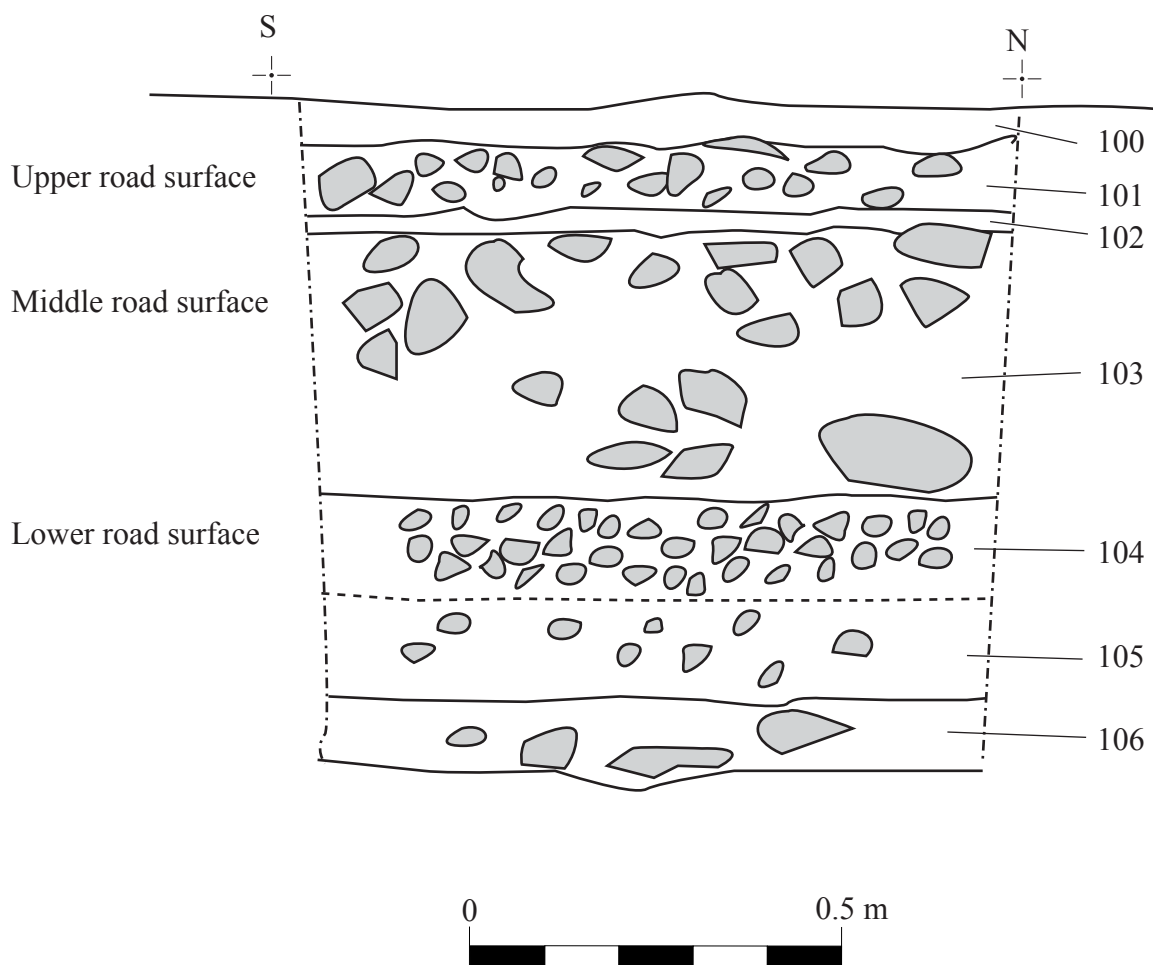 S
N
100
Upper road surface
101
102
Middle road surface
103
Lower road surface
104
105
106
0
0.5 m